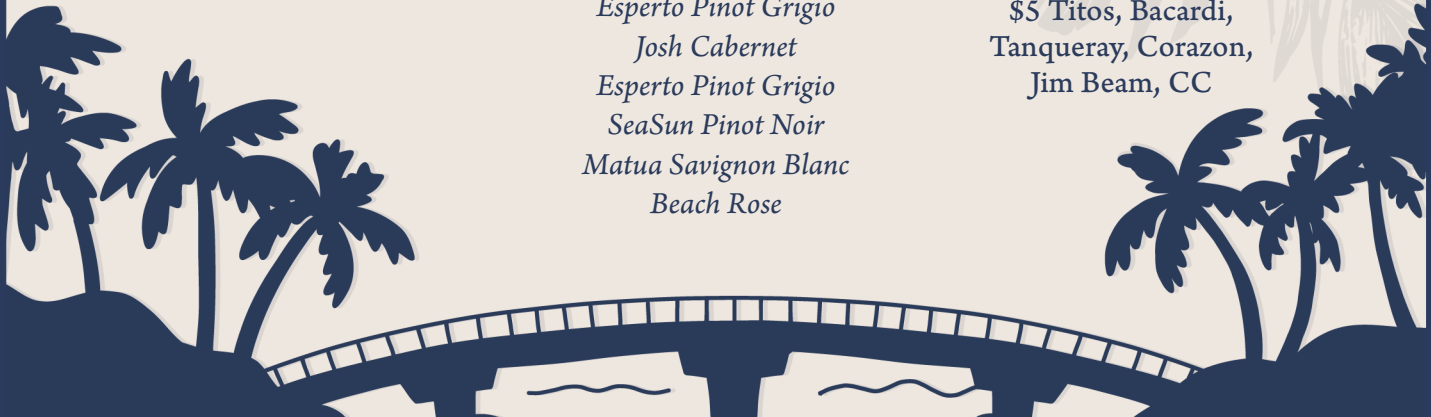 Esperto Pinot Grigio
Josh Cabernet
Esperto Pinot Grigio
SeaSun Pinot Noir
Matua Savignon Blanc
Beach Rose
$5 Titos, Bacardi,
Tanqueray, Corazon,
Jim Beam, CC